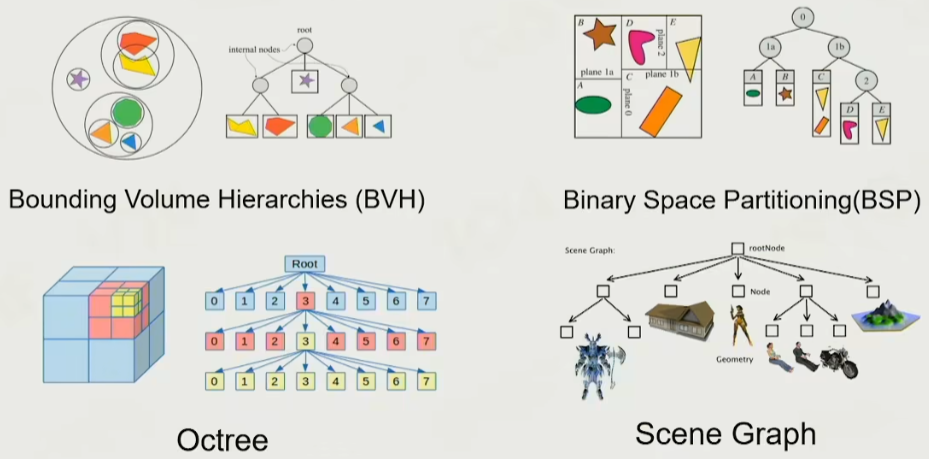 root
internal nodes
Bounding Volume Hierarchies (BVH)
B
D
E
plane 2
plane 1a
C
plane 1b
A
plane 0
0
1a
1b
A
B
C
2
D
E
Binary Space Partitioning(BSP)
Root
0 1 2 3 4 5 6 7
0 1 2 3 4 5 6 7
0 1 2 3 4 5 6 7
Octree
Scene Graph:
rootNode
Node
Geometry
Scene Graph